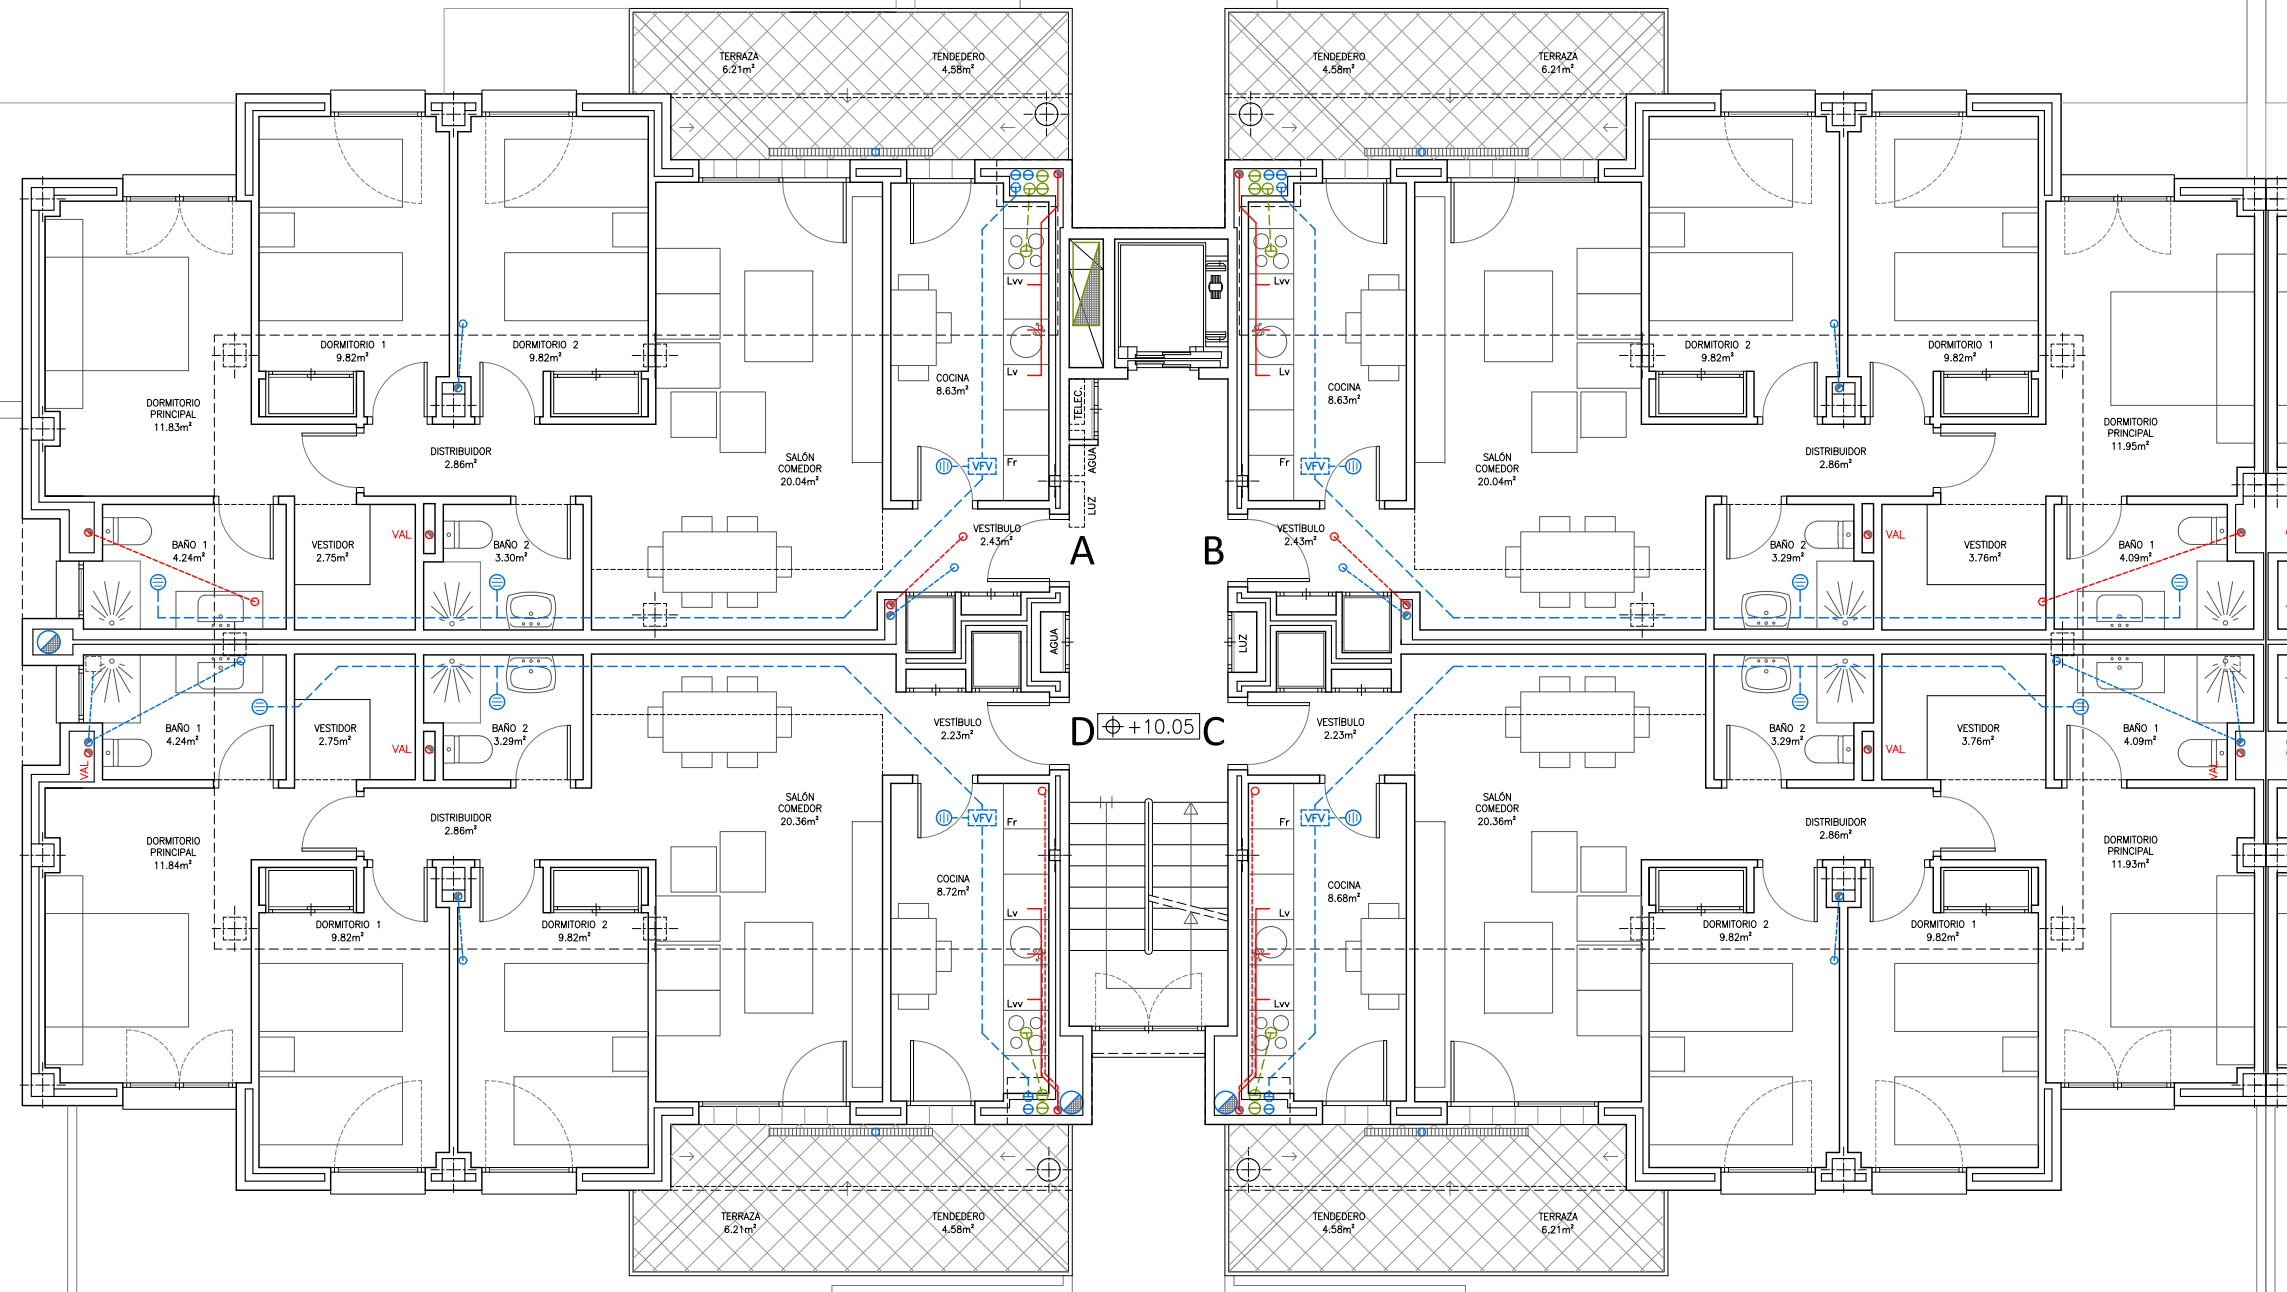 TERRAZA
6.21m²
TENDEDERO
4.58m²
TENDEDERO
4.58m²
TERRAZA
6.21m²
Lvv
Lvv
DORMITORIO 1
9.82m²
DORMITORIO 2
9.82m²
DORMITORIO 2
9.82m²
DORMITORIO 1
9.82m²
Lv
Lv
COCINA
8.63m²
COCINA
8.63m²
TELEC.
DORMITORIO
PRINCIPAL
11.83m²
DORMITORIO
PRINCIPAL
11.95m²
DISTRIBUIDOR
2.86m²
SALÓN
COMEDOR
20.04m²
VFV
Fr
AGUA
LUZ
Fr
VFV
SALÓN
COMEDOR
20.04m²
DISTRIBUIDOR
2.86m²
BAÑO 1
4.24m²
VESTIDOR
2.75m²
VAL
BAÑO 2
3.30m²
VESTÍBULO
2.43m²
A
B
VESTÍBULO
2.43m²
BAÑO 2
3.29m²
VAL
VESTIDOR
3.76m²
BAÑO 1
4.09m²
AGUA
LUZ
BAÑO 1
4.24m²
VESTIDOR
2.75m²
VAL
BAÑO 2
3.29m²
VESTÍBULO
2.23m²
D
+10.05
C
VESTÍBULO
2.23m²
BAÑO 2
3.29m²
VAL
VESTIDOR
3.76m²
BAÑO 1
4.09m²
VAL
VAL
DORMITORIO
PRINCIPAL
11.84m²
DISTRIBUIDOR
2.86m²
SALÓN
COMEDOR
20.36m²
VFV
Fr
Fr
VFV
SALÓN
COMEDOR
20.36m²
DISTRIBUIDOR
2.86m²
DORMITORIO
PRINCIPAL
11.93m²
COCINA
8.72m²
COCINA
8.68m²
Lv
Lv
DORMITORIO 1
9.82m²
DORMITORIO 2
9.82m²
DORMITORIO 2
9.82m²
DORMITORIO 1
9.82m²
Lvv
Lvv
TERRAZA
6.21m²
TENDEDERO
4.58m²
TENDEDERO
4.58m²
TERRAZA
6.21m²